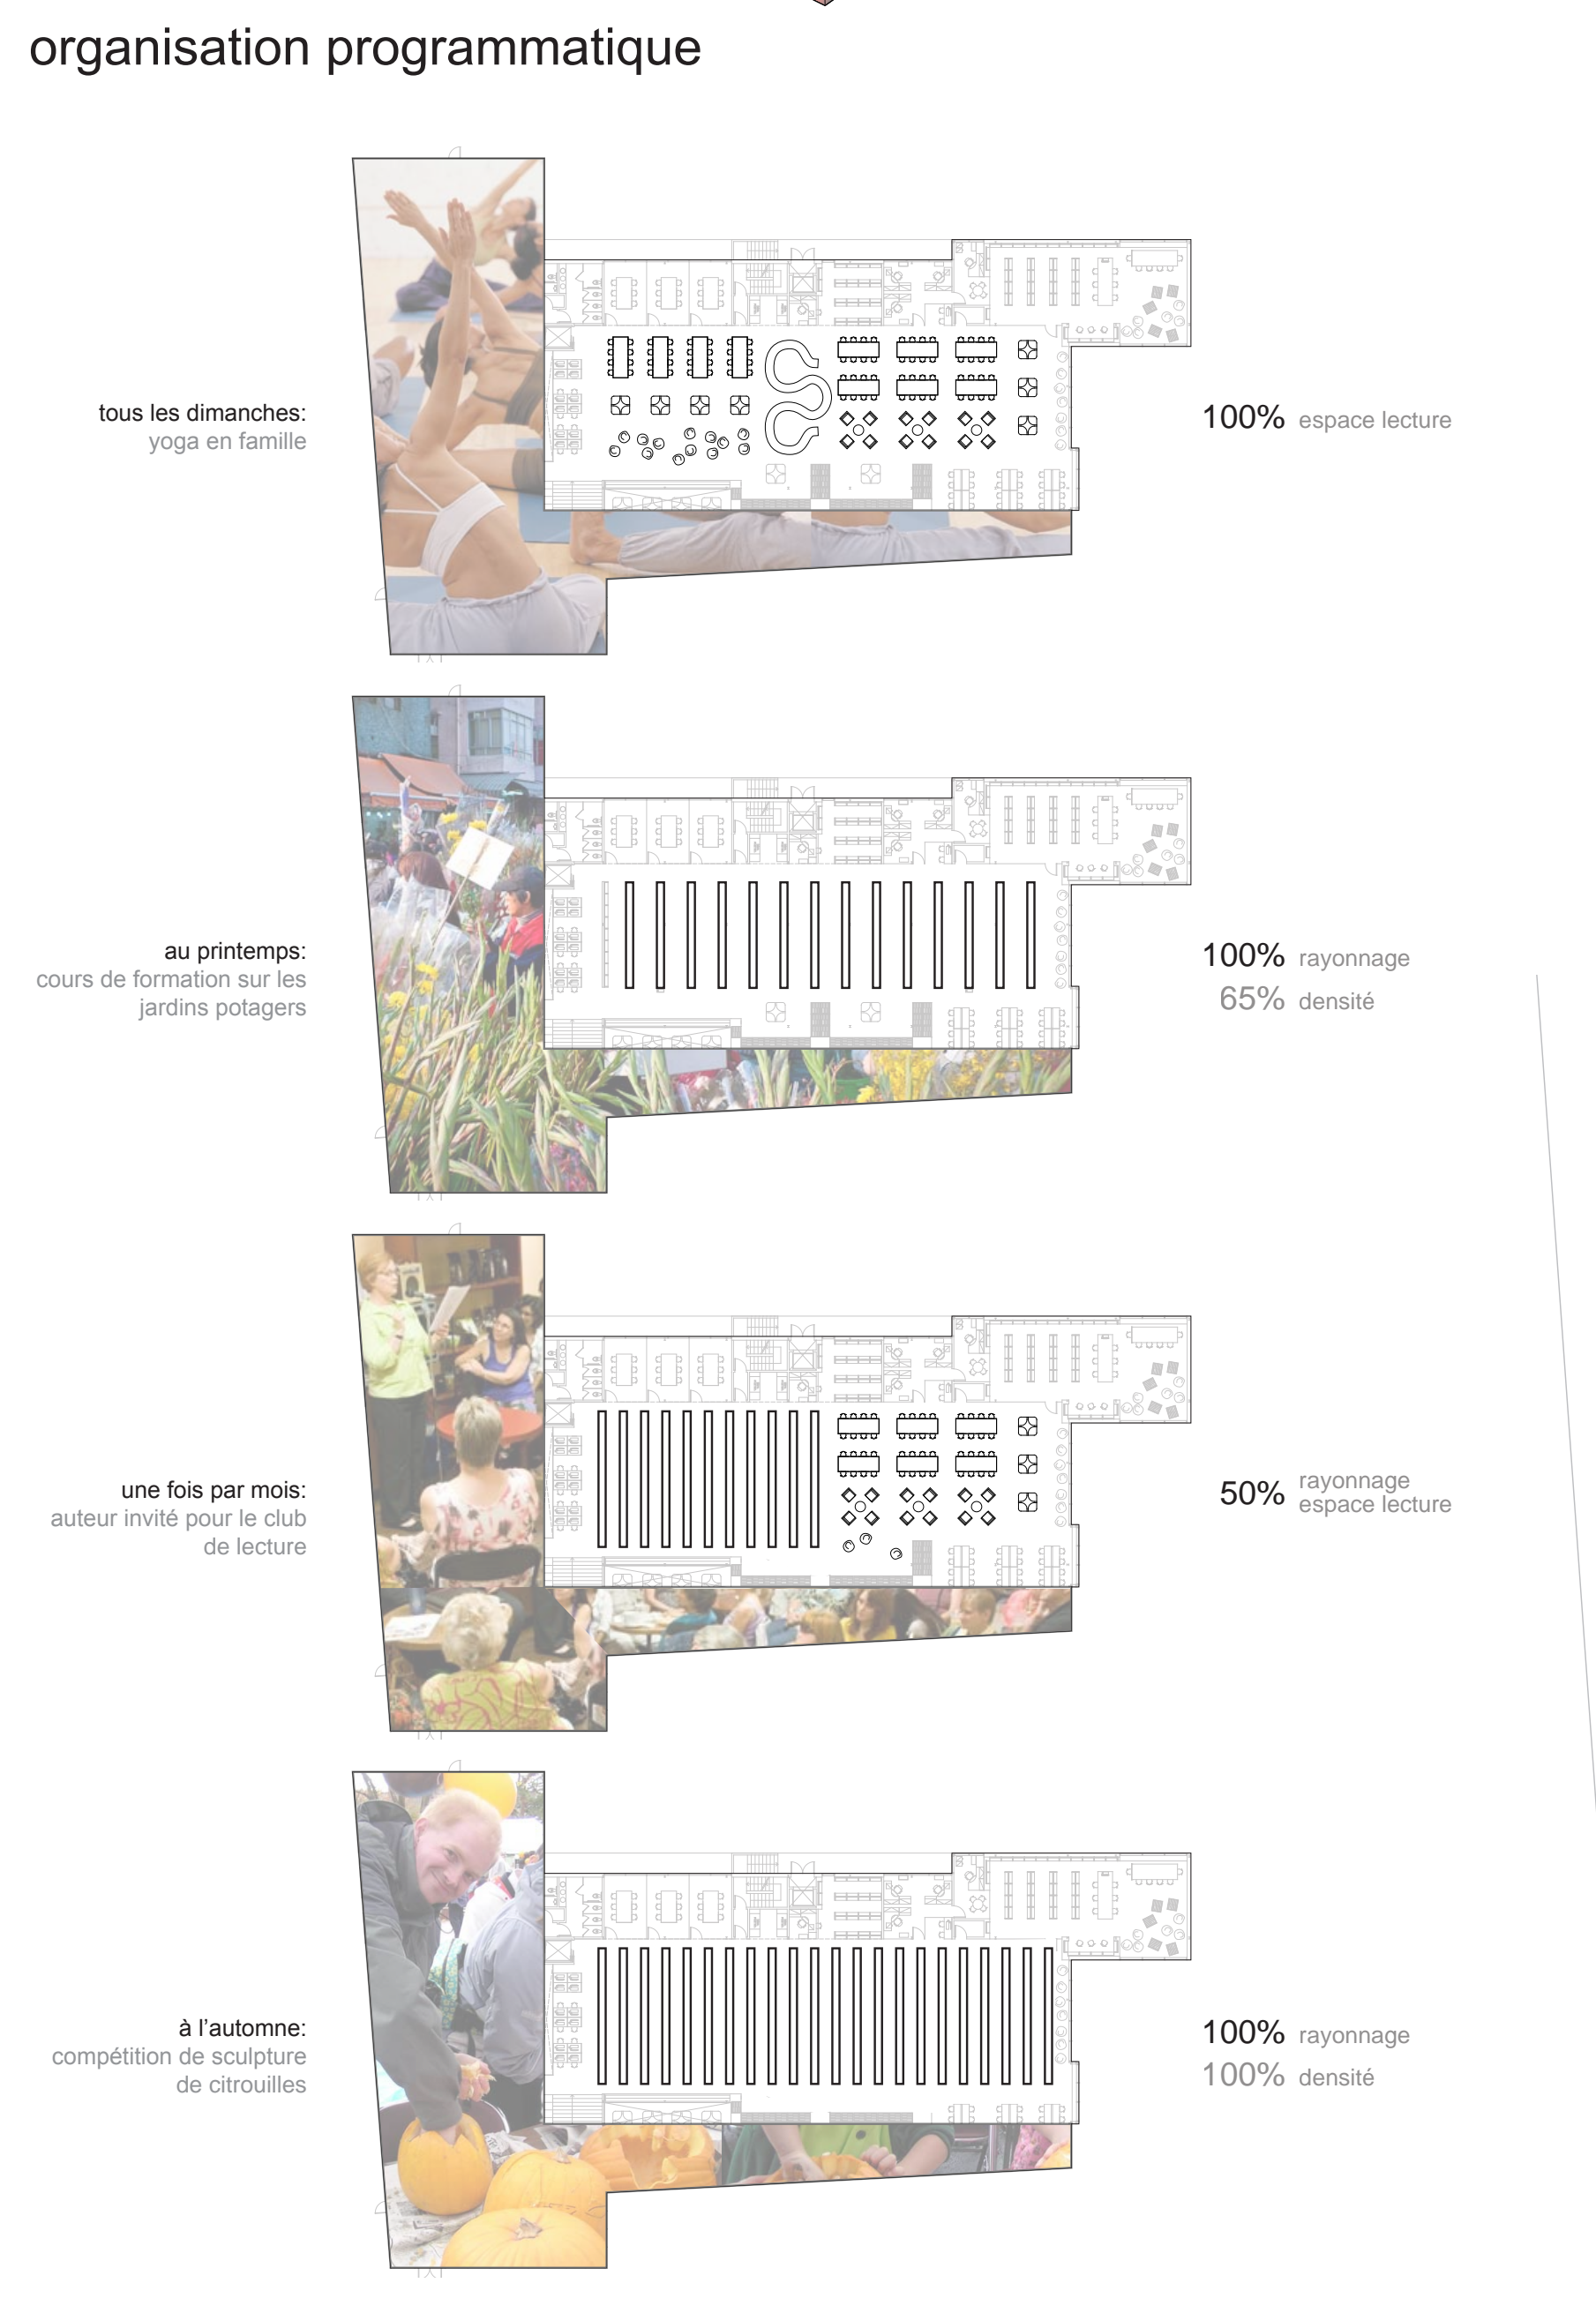 organisation programmatique
tous les dimanches:
yoga en famille
100% espace lecture
au printemps:
cours de formation sur les
jardins potagers
100% rayonnage
65% densité
une fois par mois:
auteur invité pour le club
de lecture
50% rayonnage
espace lecture
à l'automne:
compétition de sculpture
de citrouilles
100% rayonnage
100% densité